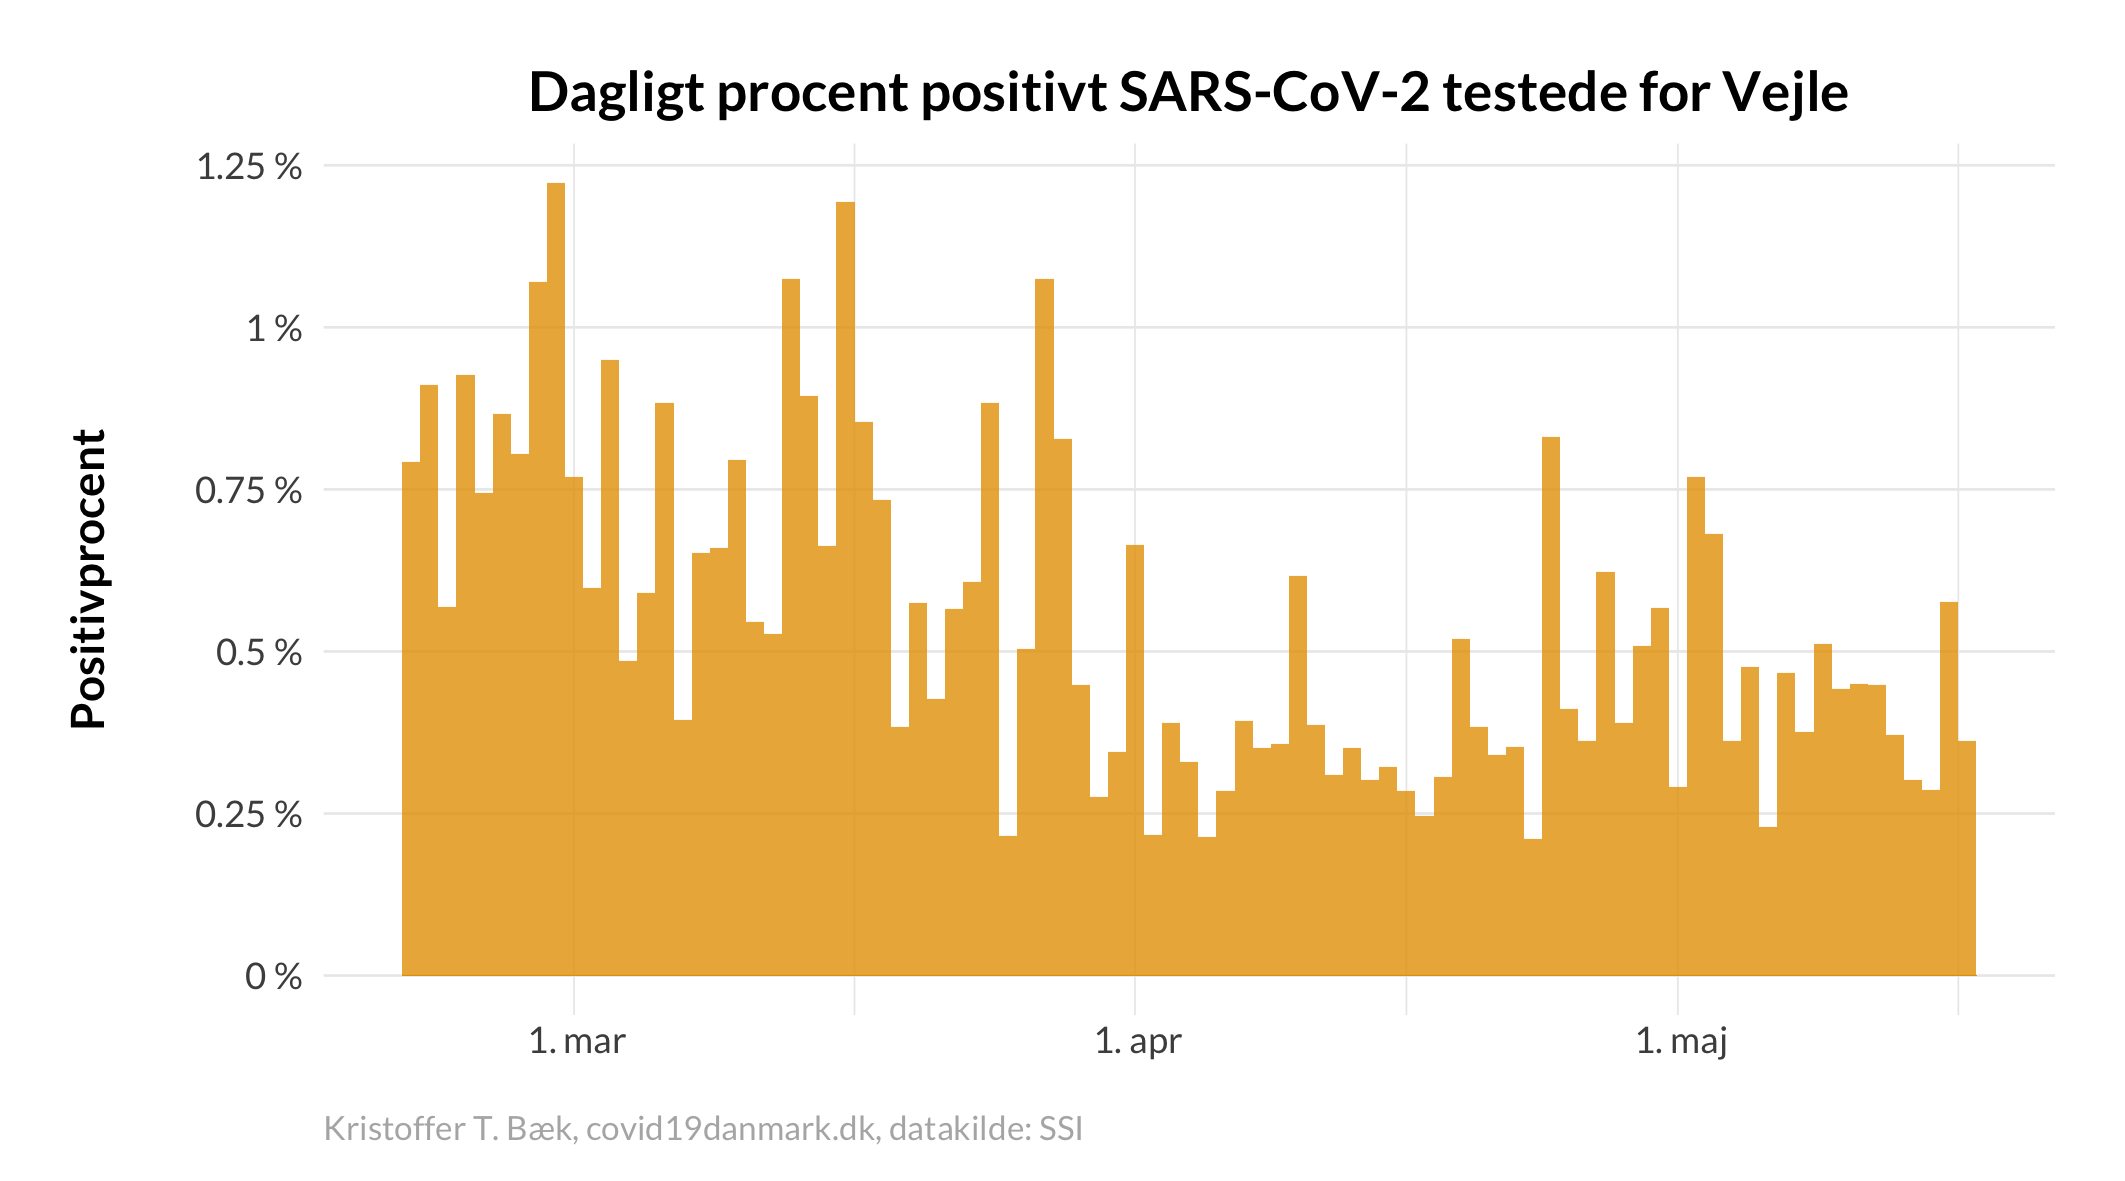 Dagligt procent positivt SARS-CoV-2 testede for Vejle
Positivprocent
1.25 %
1 %
0.75 %
0.5 %
0.25 %
0 %
1. mar
1. apr
1. maj
Kristoffer T. Bæk, covid19danmark.dk, datakilde: SSI